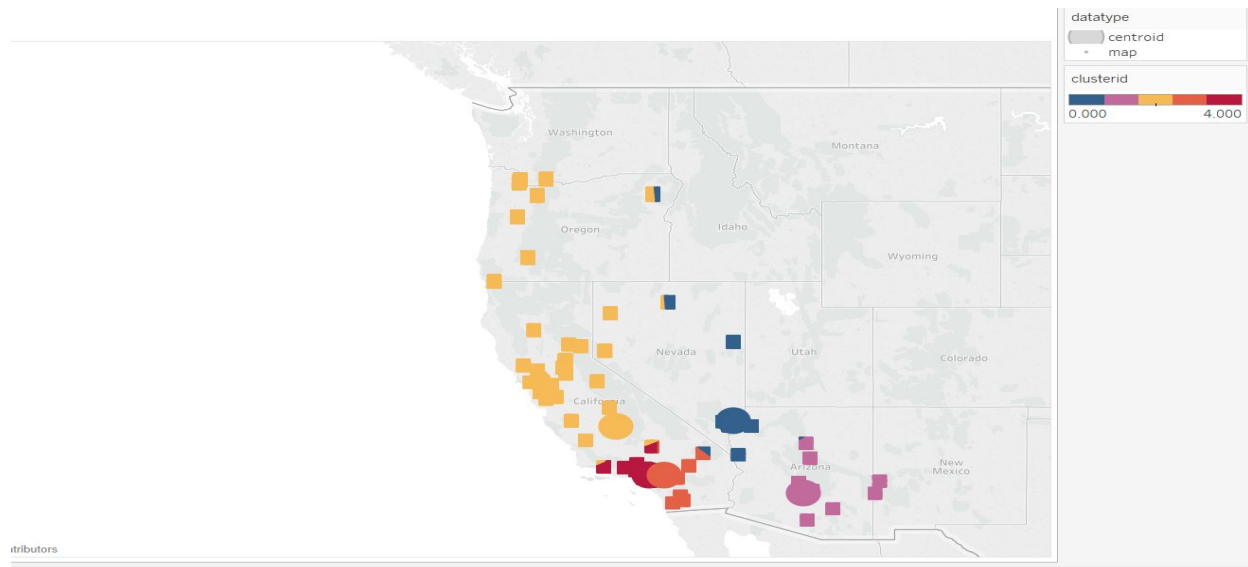 datatype
centroid
map
clusterid
0.000 4.000
Washington
Montana
Oregon
Idaho
Wyoming
Nevada
Utah
Colorado
California
Arizona
New
Mexico
ntributors